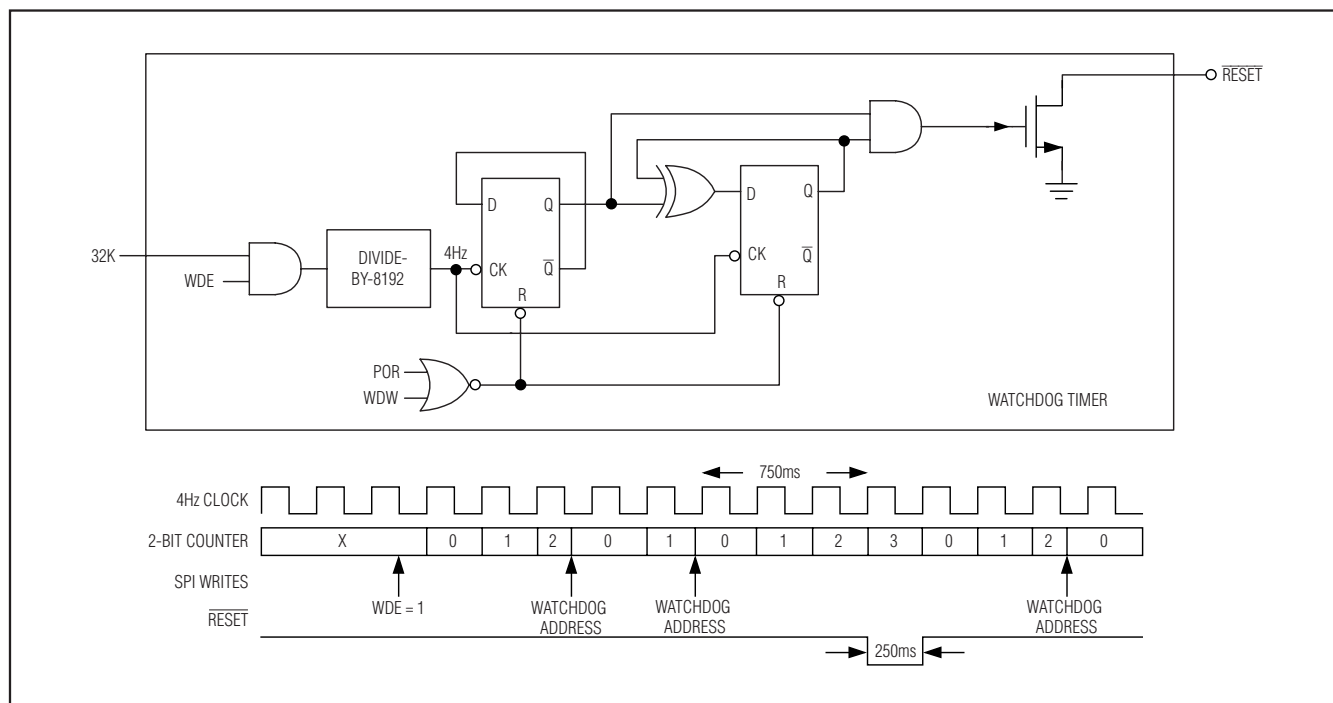 R̅E̅S̅E̅T̅
D Q
D Q
32K
WDE
DIVIDE-
BY-8192
4Hz
CK Q̅
CK Q̅
R
R
POR
WDW
WATCHDOG TIMER
750ms
4Hz CLOCK
2-BIT COUNTER X 0 1 2 0 1 0 1 2 3 0 1 2 0
SPI WRITES
WDE = 1
WATCHDOG
ADDRESS
WATCHDOG
ADDRESS
WATCHDOG
ADDRESS
R̅E̅S̅E̅T̅
250ms